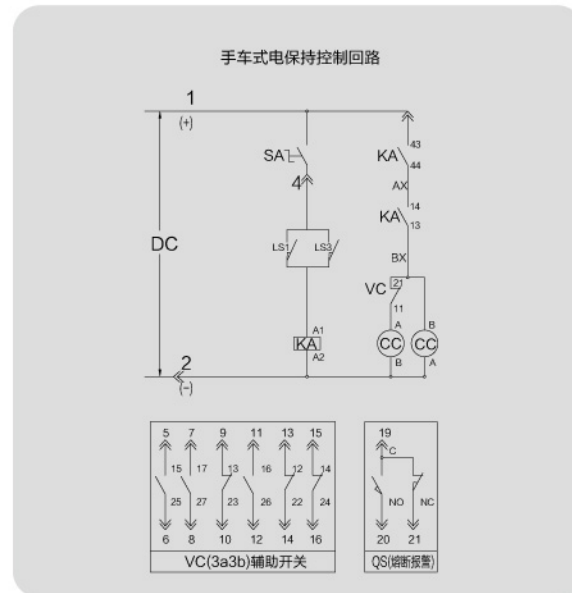 手车式电保持控制回路
1
(+)
43
SA
KA
44
4
AX
14
KA
13
DC
LS1
LS3
BX
VC
21
11
A1
A
B
KA
CC
CC
A2
B
A
2
(−)
5 7 9 11 13 15
15 17 13 16 12 14
25 27 23 26 22 24
6 8 10 12 14 16
VC(3a3b)辅助开关
19
C
NO NC
20 21
QS(熔断报警)